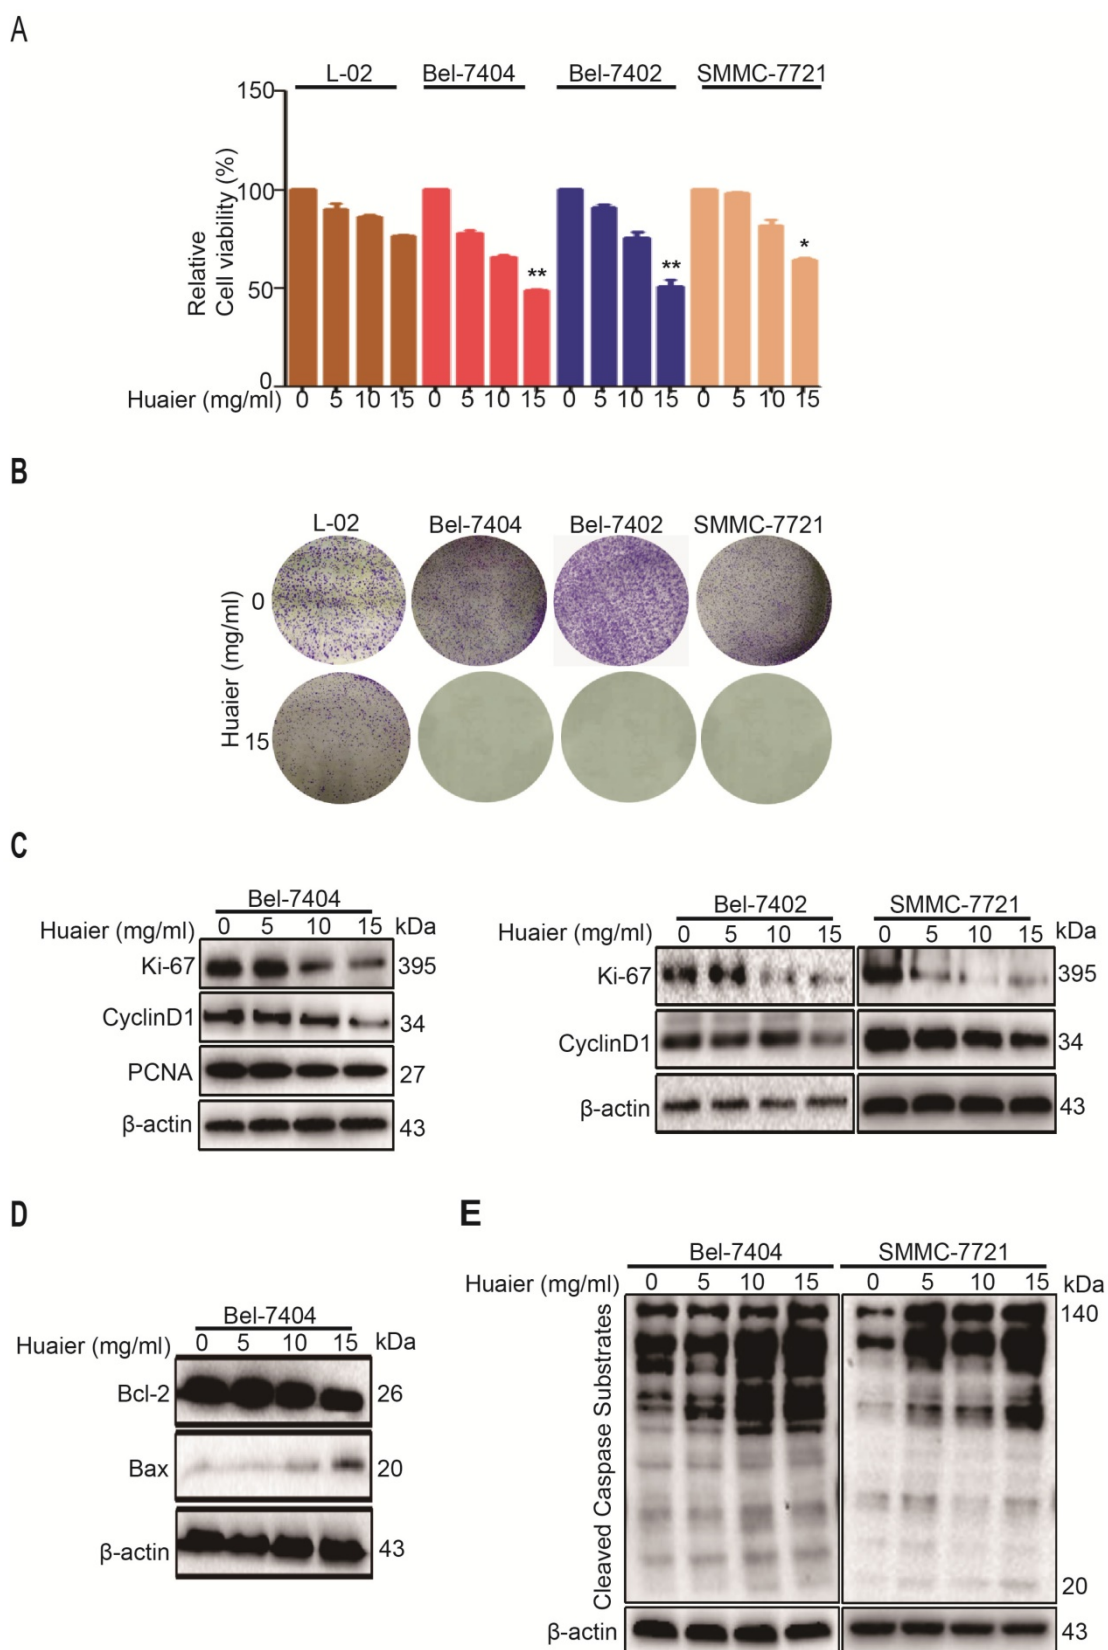 A
L-02 Bel-7404 Bel-7402 SMMC-7721
150
100
50
0
Relative
Cell viability (%)
** ** *
Huaier (mg/ml) 0 5 10 15 0 5 10 15 0 5 10 15 0 5 10 15
B
L-02 Bel-7404 Bel-7402 SMMC-7721
Huaier (mg/ml)
0
15
C
Bel-7404
Huaier (mg/ml) 0 5 10 15 kDa
Ki-67 395
CyclinD1 34
PCNA 27
β-actin 43
Bel-7402 SMMC-7721
Huaier (mg/ml) 0 5 10 15 0 5 10 15 kDa
Ki-67 395
CyclinD1 34
β-actin 43
D
Bel-7404
Huaier (mg/ml) 0 5 10 15 kDa
Bcl-2 26
Bax 20
β-actin 43
E
Bel-7404 SMMC-7721
Huaier (mg/ml) 0 5 10 15 0 5 10 15 kDa
Cleaved Caspase Substrates
140
20
β-actin 43